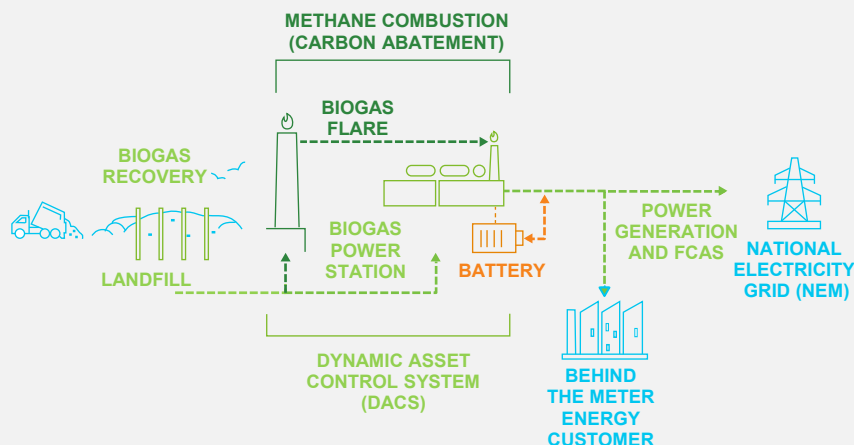 METHANE COMBUSTION
(CARBON ABATEMENT)
BIOGAS
FLARE
BIOGAS
RECOVERY
LANDFILL
BIOGAS
POWER
STATION
BATTERY
POWER
GENERATION
AND FCAS
NATIONAL
ELECTRICITY
GRID (NEM)
DYNAMIC ASSET
CONTROL SYSTEM
(DACS)
BEHIND
THE METER
ENERGY
CUSTOMER